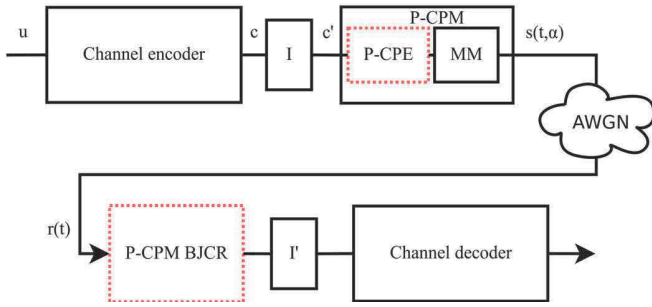 u
Channel encoder
c
I
c'
P-CPM
P-CPE
MM
s(t,α)
AWGN
r(t)
P-CPM BJCR
I'
Channel decoder